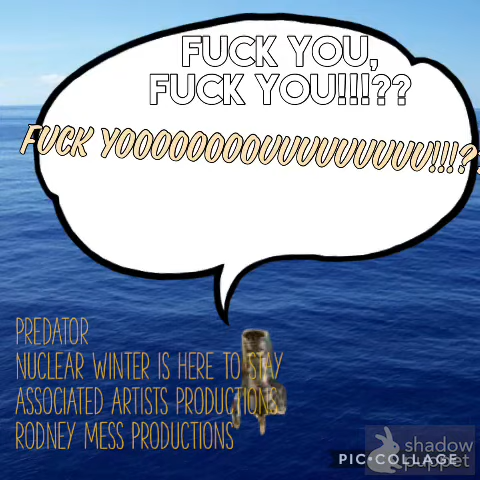 FUCK YOU,
FUCK YOU!!!??
FUCK YOOOOOOOOUUUUUUUUU!!!?
PREDATOR
NUCLEAR WINTER IS HERE TO STAY
ASSOCIATED ARTISTS PRODUCTIONS
RODNEY MESS PRODUCTIONS
shadow
puppet
PIC•COLLAGE